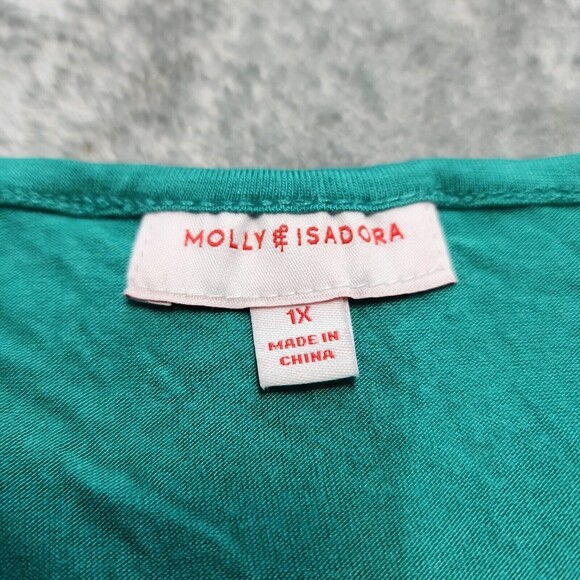 MOLLY & ISADORA
1X
MADE IN
CHINA